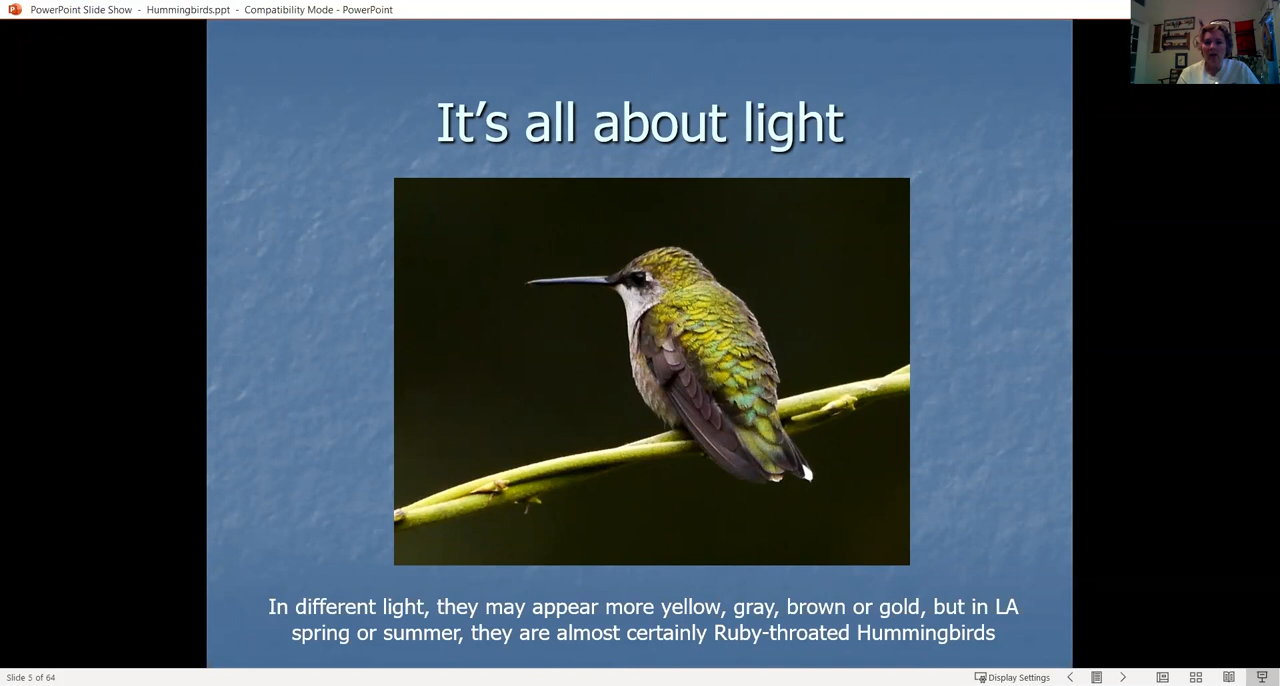 PowerPoint Slide Show - Hummingbirds.ppt - Compatibility Mode - PowerPoint
It's all about light
In different light, they may appear more yellow, gray, brown or gold, but in LA
spring or summer, they are almost certainly Ruby-throated Hummingbirds
Slide 5 of 64
Display Settings